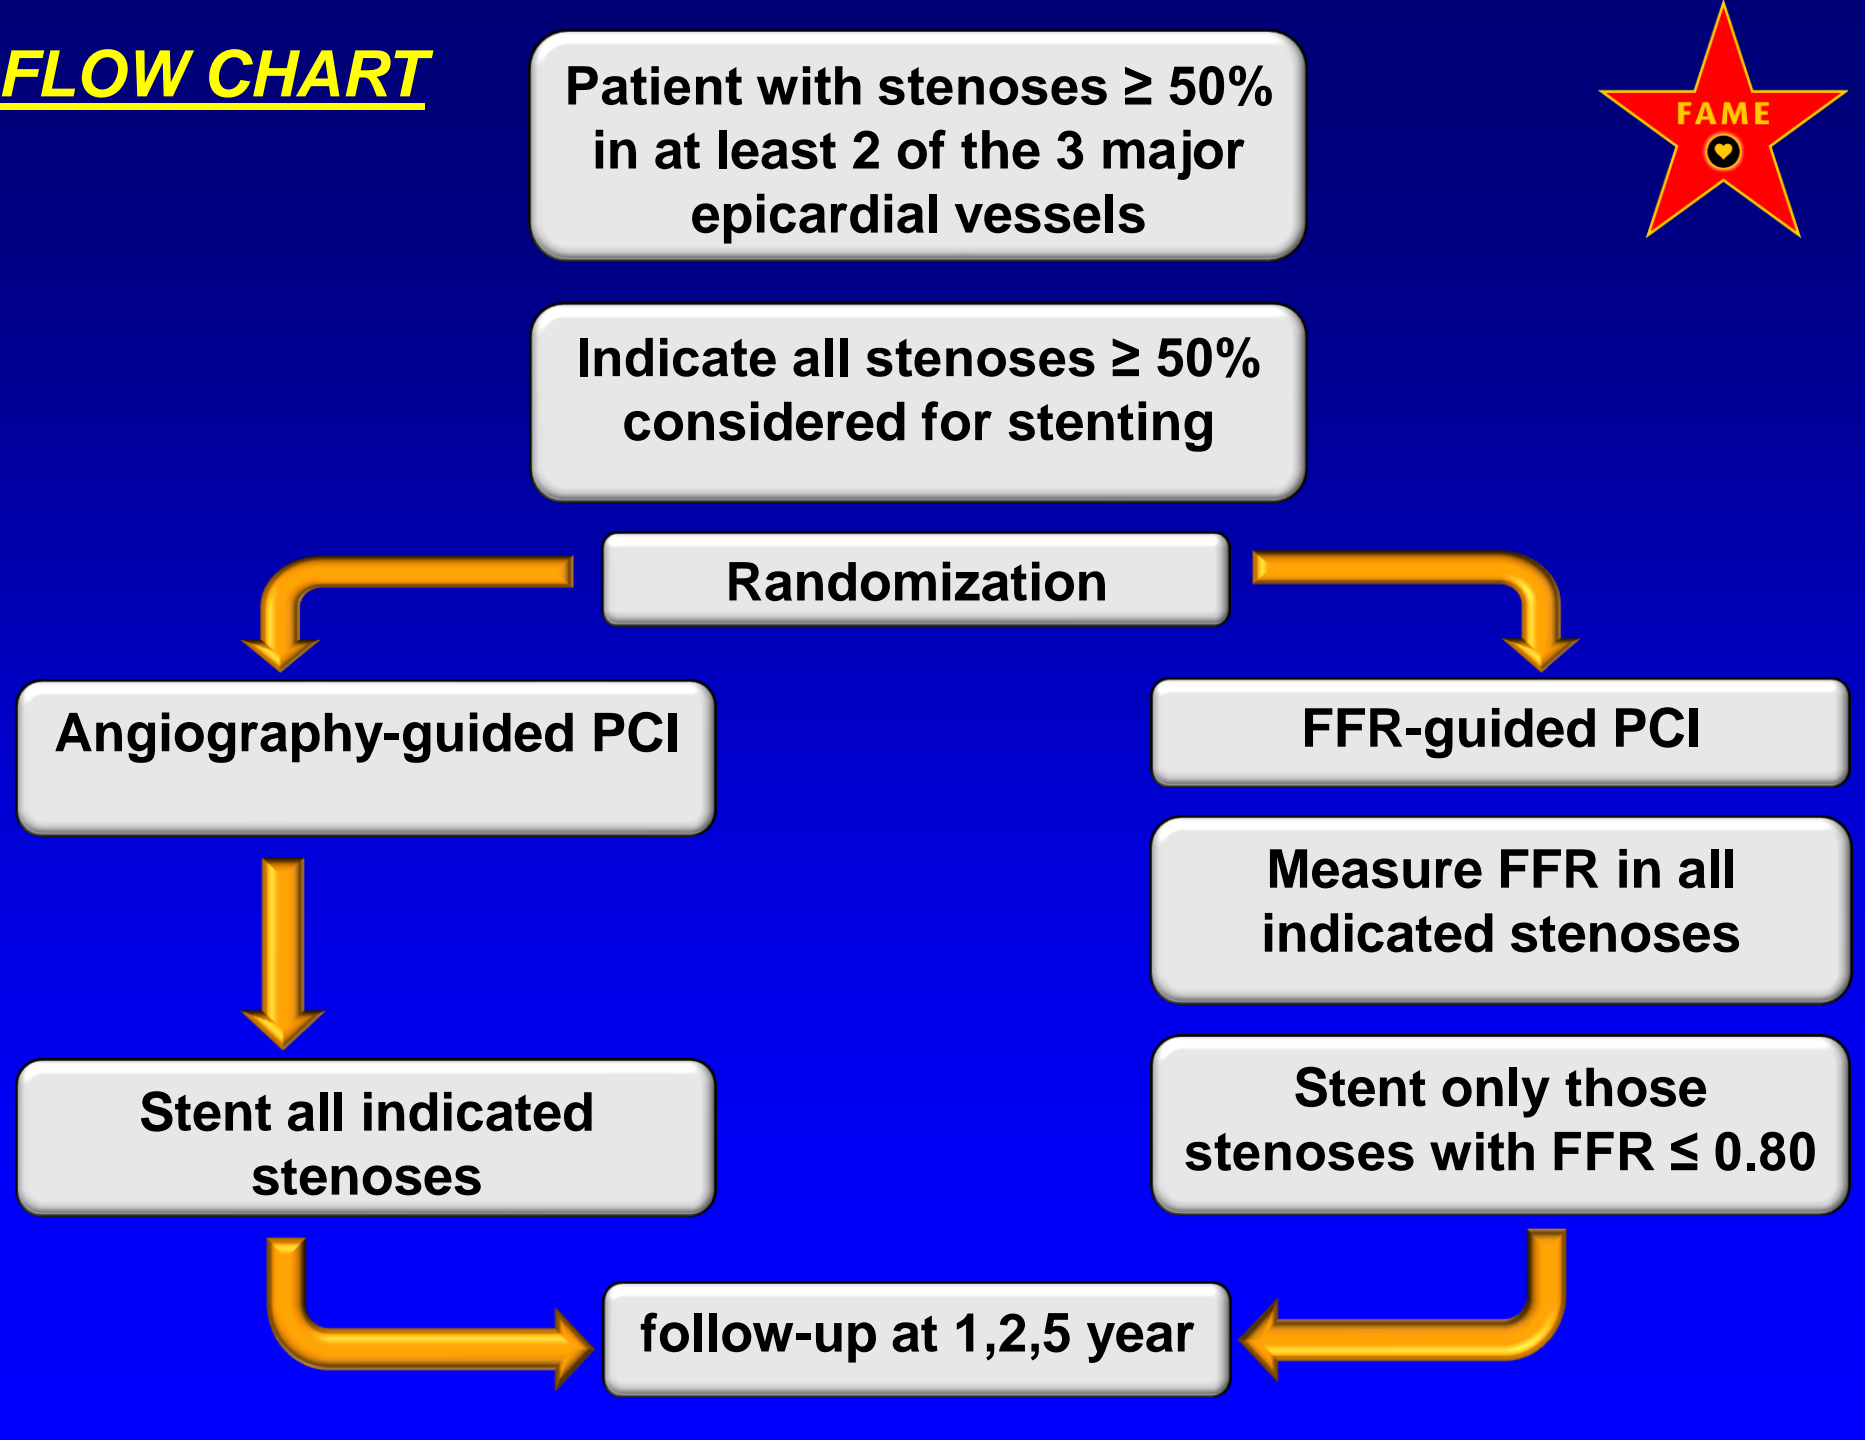 FLOW CHART
Patient with stenoses ≥ 50%
in at least 2 of the 3 major
epicardial vessels
FAME
Indicate all stenoses ≥ 50%
considered for stenting
Randomization
Angiography-guided PCI
FFR-guided PCI
Measure FFR in all
indicated stenoses
Stent all indicated
stenoses
Stent only those
stenoses with FFR ≤ 0.80
follow-up at 1,2,5 year